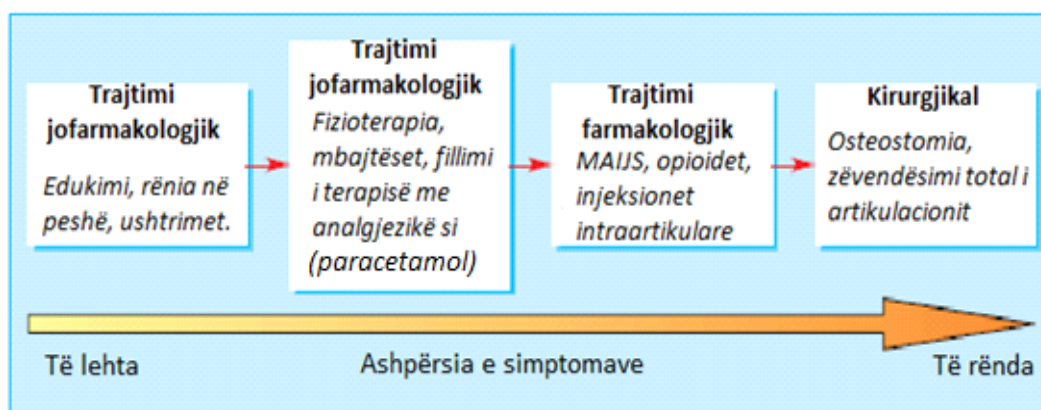 Trajtimi
jofarmakologjik
Edukimi, rënia në
peshë, ushtrimet.
Trajtimi
jofarmakologjik
Fizioterapia,
mbajtëset, fillimi
i terapisë me
analgjezikë si
(paracetamol)
Trajtimi
farmakologjik
MAIJS, opioidet,
injeksionet
intraartikulare
Kirurgjikal
Osteostomia,
zëvendësimi total i
artikulacionit
Të lehta
Ashpërsia e simptomave
Të rënda